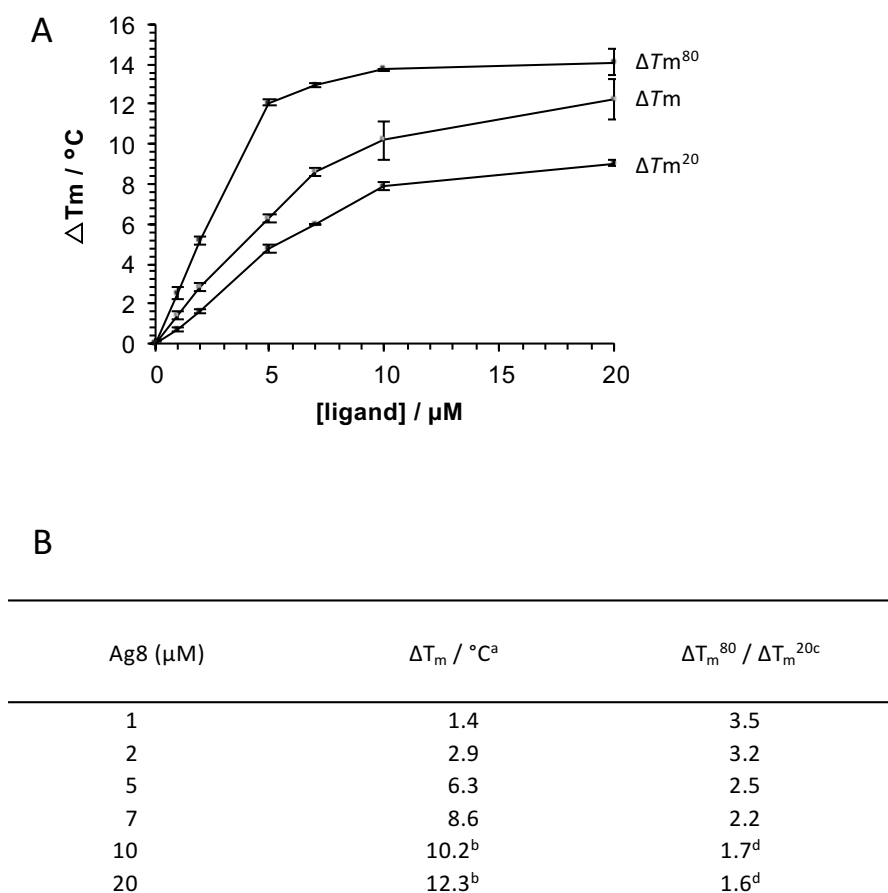 A
16
14
12
10
8
6
4
2
0
△Tm / °C
0 5 10 15 20
[ligand] / µM
ΔTm⁸⁰
ΔTm
ΔTm²⁰
B
Ag8 (µM) ΔTₘ / °Cᵃ ΔTₘ⁸⁰ / ΔTₘ²⁰ᶜ
1 1.4 3.5
2 2.9 3.2
5 6.3 2.5
7 8.6 2.2
10 10.2ᵇ 1.7ᵈ
20 12.3ᵇ 1.6ᵈ